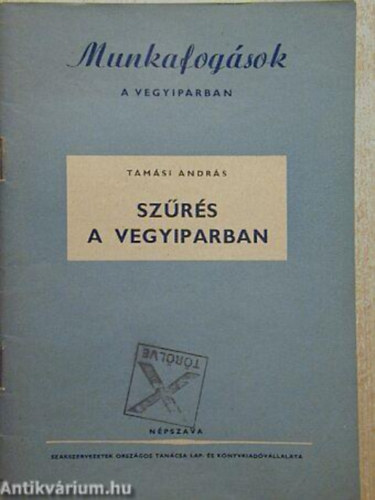 Munkafogások
A VEGYIPARBAN
TAMÁSI ANDRÁS
SZŰRÉS
A VEGYIPARBAN
TÖRÖLVE
NÉPSZAVA
SZAKSZERVEZETEK ORSZÁGOS TANÁCSA LAP- ÉS KÖNYVKIADÓVÁLLALATA
Antikvárium.hu